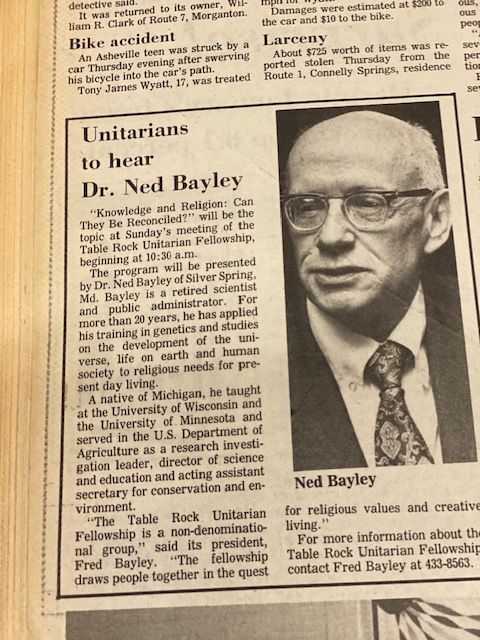 detective said.
It was returned to its owner, Wil-
liam R. Clark of Route 7, Morganton.
Bike accident
An Asheville teen was struck by a
car Thursday evening after swerving
his bicycle into the car's path.
Tony James Wyatt, 17, was treated
Damages were estimated at $200 to
the car and $10 to the bike.
Larceny
About $725 worth of items was re-
ported stolen Thursday from the
Route 1, Connelly Springs, residence
Unitarians
to hear
Dr. Ned Bayley
"Knowledge and Religion: Can
They Be Reconciled?" will be the
topic at Sunday's meeting of the
Table Rock Unitarian Fellowship,
beginning at 10:30 a.m.
The program will be presented
by Dr. Ned Bayley of Silver Spring,
Md. Bayley is a retired scientist
and public administrator. For
more than 20 years, he has applied
his training in genetics and studies
on the development of the uni-
verse, life on earth and human
society to religious needs for pre-
sent day living.
A native of Michigan, he taught
at the University of Wisconsin and
the University of Minnesota and
served in the U.S. Department of
Agriculture as a research investi-
gation leader, director of science
and education and acting assistant
secretary for conservation and en-
vironment.
"The Table Rock Unitarian
Fellowship is a non-denominatio-
nal group," said its president,
Fred Bayley. "The fellowship
draws people together in the quest
Ned Bayley
for religious values and creative
living."
For more information about the
Table Rock Unitarian Fellowship
contact Fred Bayley at 433-8563.